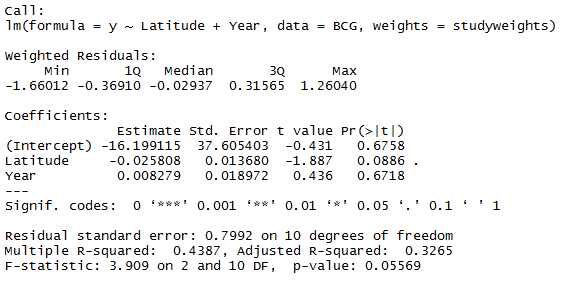 Call:
lm(formula = y ~ Latitude + Year, data = BCG, weights = studyweights)
Weighted Residuals:
Min 1Q Median 3Q Max
-1.66012 -0.36910 -0.02937 0.31565 1.26040
Coefficients:
Estimate Std. Error t value Pr(>|t|)
(Intercept) -16.199115 37.605403 -0.431 0.6758
Latitude -0.025808 0.013680 -1.887 0.0886 .
Year 0.008279 0.018972 0.436 0.6718
---
Signif. codes: 0 ‘***’ 0.001 ‘**’ 0.01 ‘*’ 0.05 ‘.’ 0.1 ‘ ’ 1
Residual standard error: 0.7992 on 10 degrees of freedom
Multiple R-squared: 0.4387, Adjusted R-squared: 0.3265
F-statistic: 3.909 on 2 and 10 DF, p-value: 0.05569